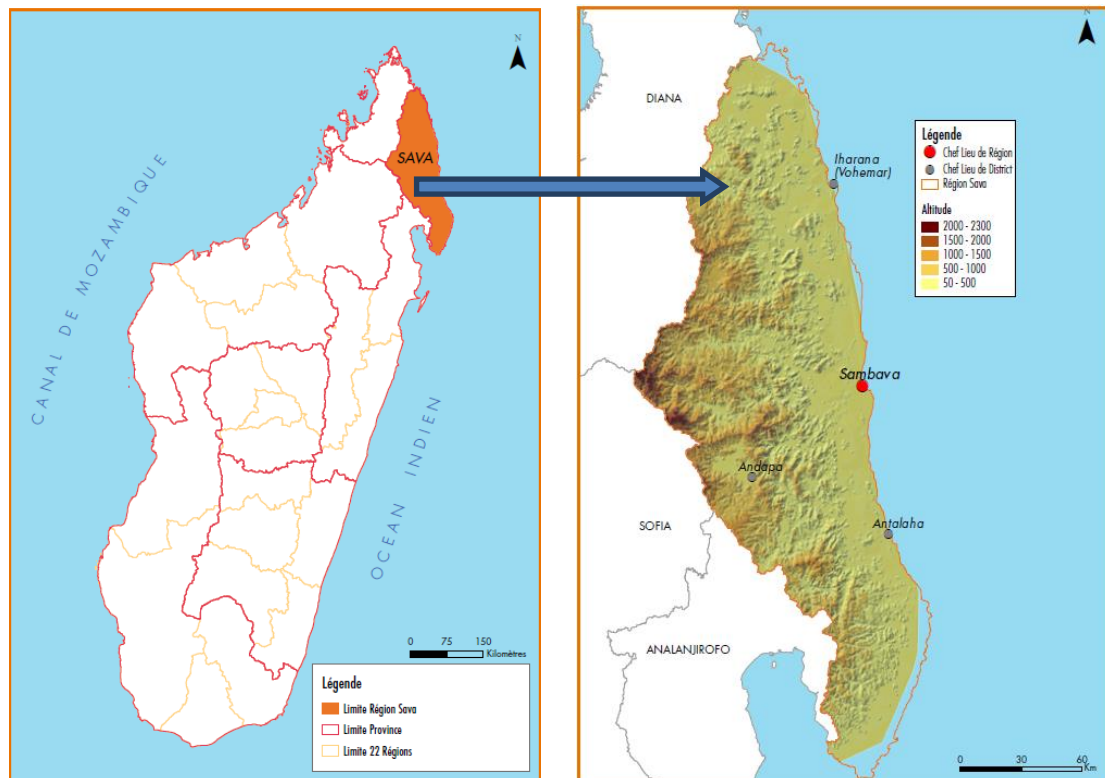 N
SAVA
CANAL DE MOZAMBIQUE
OCEAN INDIEN
0 75 150
Kilomètres
Légende
Limite Région Sava
Limite Province
Limite 22 Régions
N
DIANA
Légende
Chef Lieu de Région
Chef Lieu de District
Région Sava
Altitude
2000 - 2300
1500 - 2000
1000 - 1500
500 - 1000
50 - 500
Iharana
(Vohemar)
Sambava
Andapa
Antalaha
SOFIA
ANALANJIROFO
0 30 60
Km